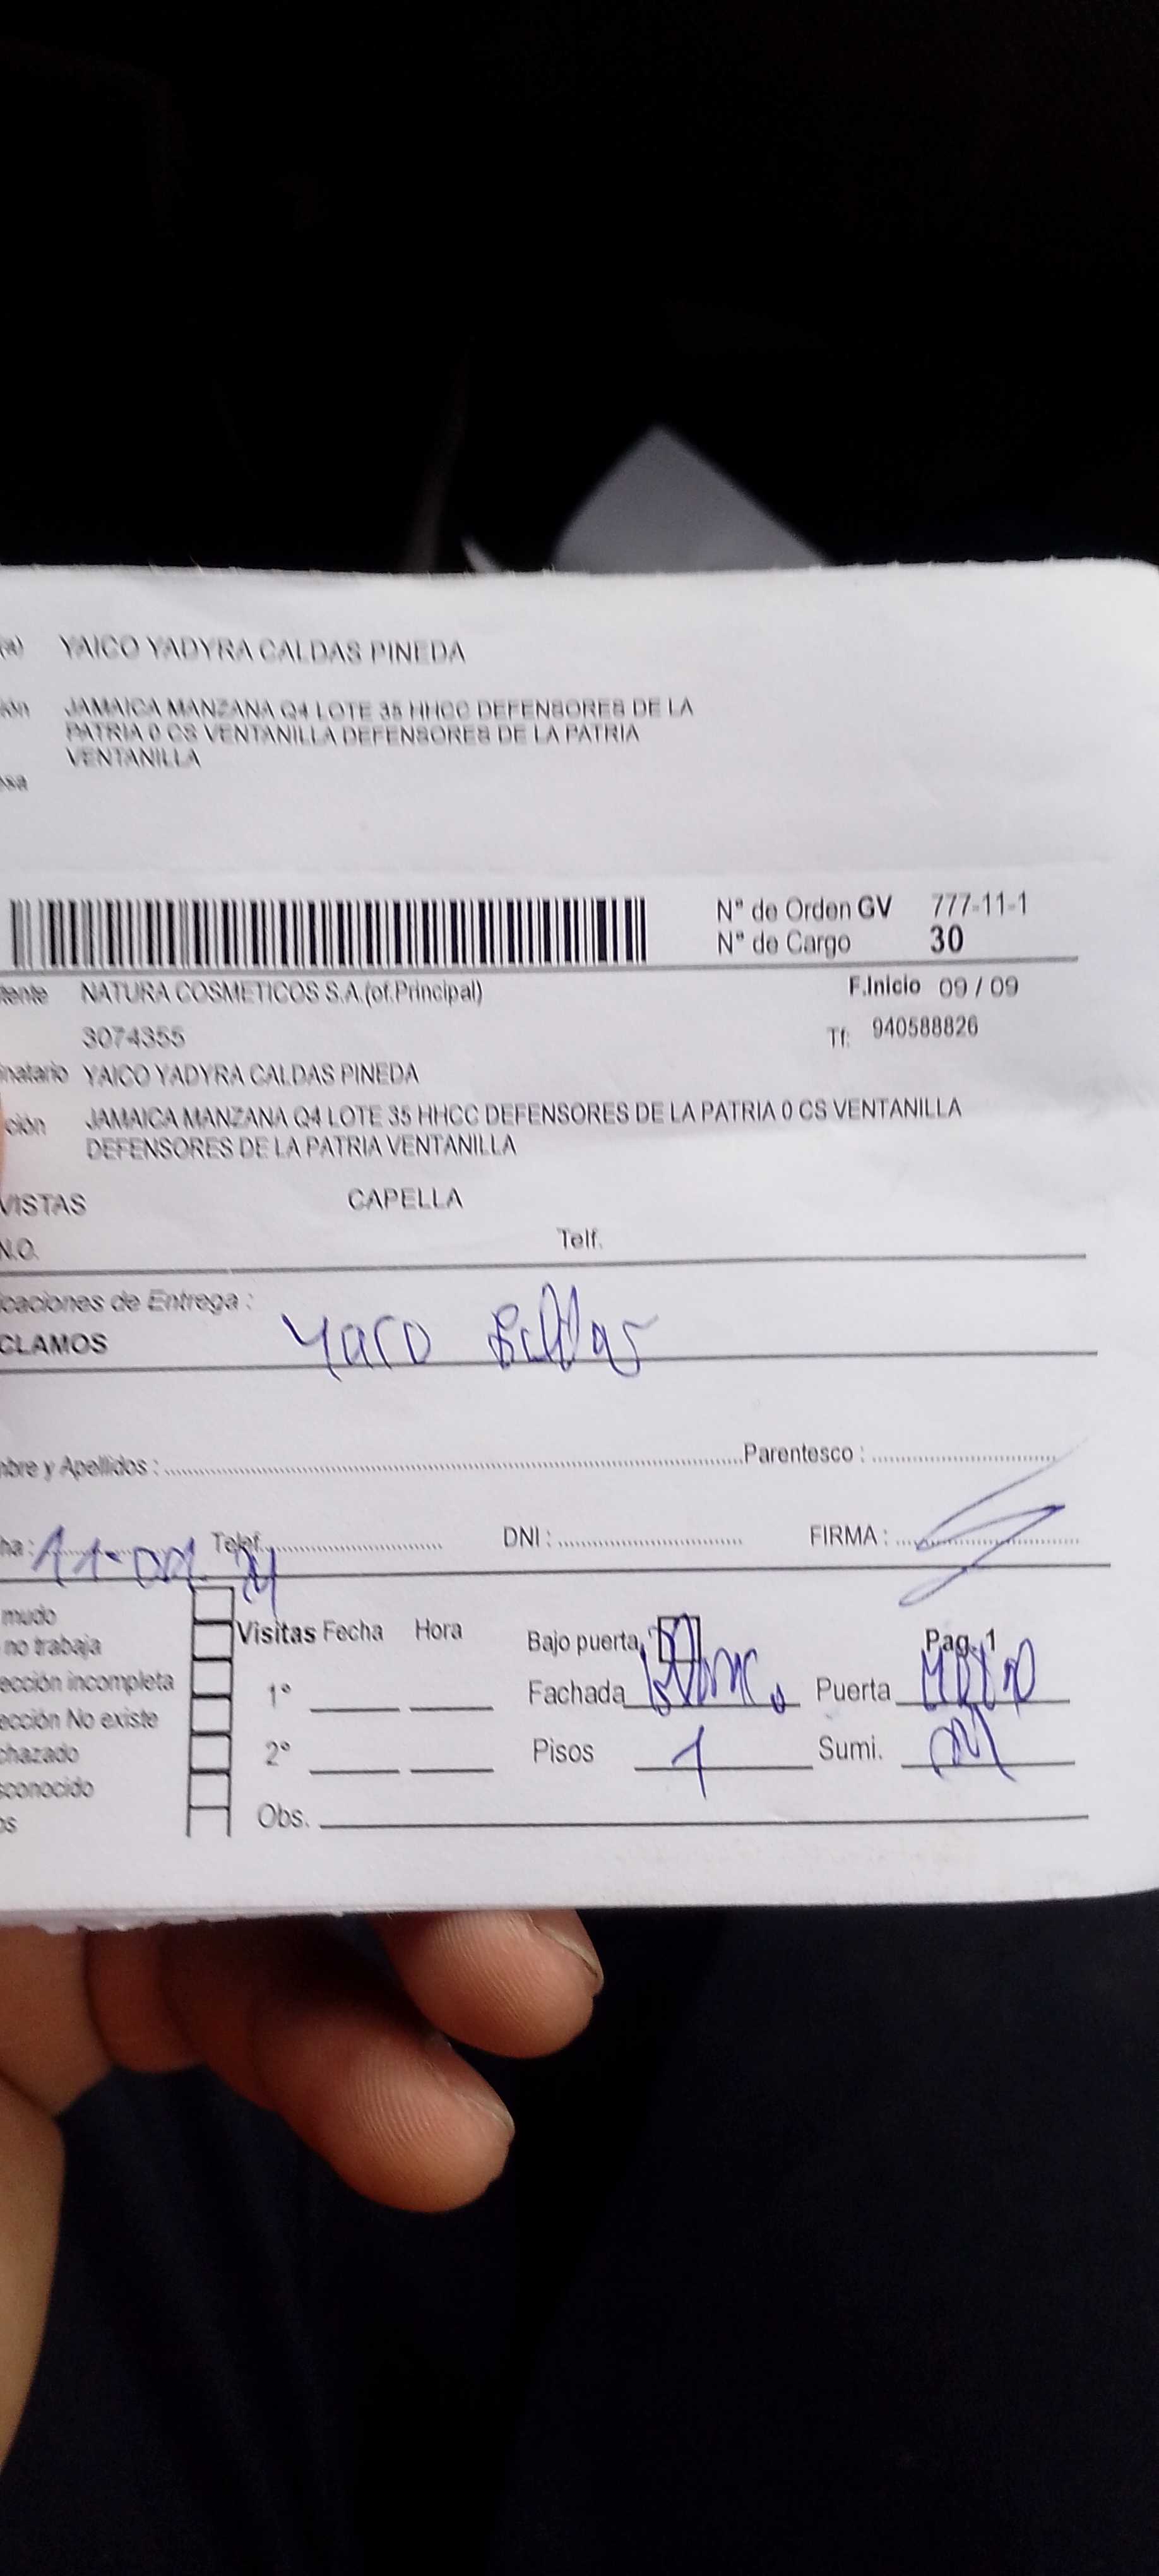 (a) YAICO YADYRA CALDAS PINEDA
ión JAMAICA MANZANA Q4 LOTE 35 HHCC DEFENSORES DE LA
PATRIA 0 CS VENTANILLA DEFENSORES DE LA PATRIA
VENTANILLA
esa
N° de Orden GV 777-11-1
N° de Cargo 30
itente NATURA COSMETICOS S.A.(of.Principal) F.Inicio 09 / 09
3074355 Tf: 940588826
inatario YAICO YADYRA CALDAS PINEDA
ción JAMAICA MANZANA Q4 LOTE 35 HHCC DEFENSORES DE LA PATRIA 0 CS VENTANILLA
DEFENSORES DE LA PATRIA VENTANILLA
VISTAS CAPELLA
N.O. Telf.
icaciones de Entrega :
CLAMOS
mbre y Apellidos : Parentesco :
ha : Telef. DNI : FIRMA :
mudo
Visitas Fecha Hora Bajo puerta Pag. 1
no trabaja
ección incompleta 1° Fachada Puerta
ección No existe
chazado 2° Pisos 1 Sumi.
sconocido
os Obs.